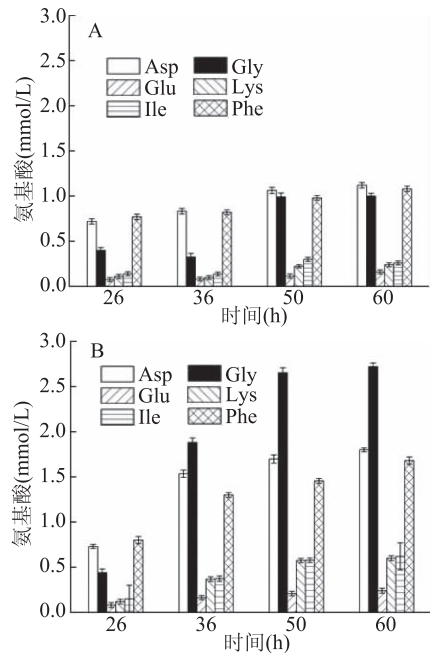 A
3.0
2.5
2.0
1.5
1.0
0.5
0.0
氨基酸(mmol/L)
Asp Gly
Glu Lys
Ile Phe
26 36 50 60
时间(h)
B
3.0
2.5
2.0
1.5
1.0
0.5
0.0
氨基酸(mmol/L)
Asp Gly
Glu Lys
Ile Phe
26 36 50 60
时间(h)